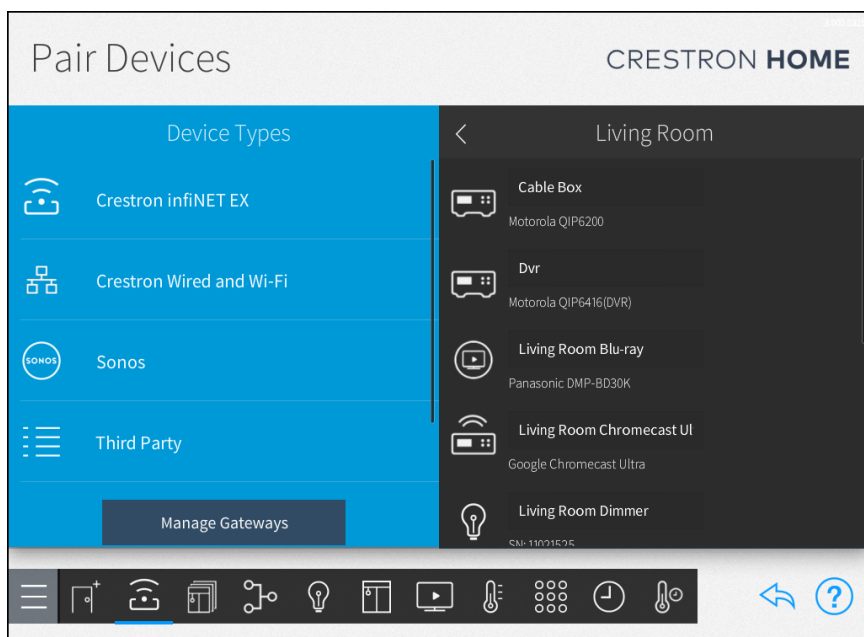 Pair Devices
CRESTRON HOME
Device Types
Crestron infiNET EX
Crestron Wired and Wi-Fi
SONOS
Sonos
Third Party
Manage Gateways
Living Room
Cable Box
Motorola QIP6200
Dvr
Motorola QIP6416(DVR)
Living Room Blu-ray
Panasonic DMP-BD30K
Living Room Chromecast Ul
Google Chromecast Ultra
Living Room Dimmer
SN: 11021525
?